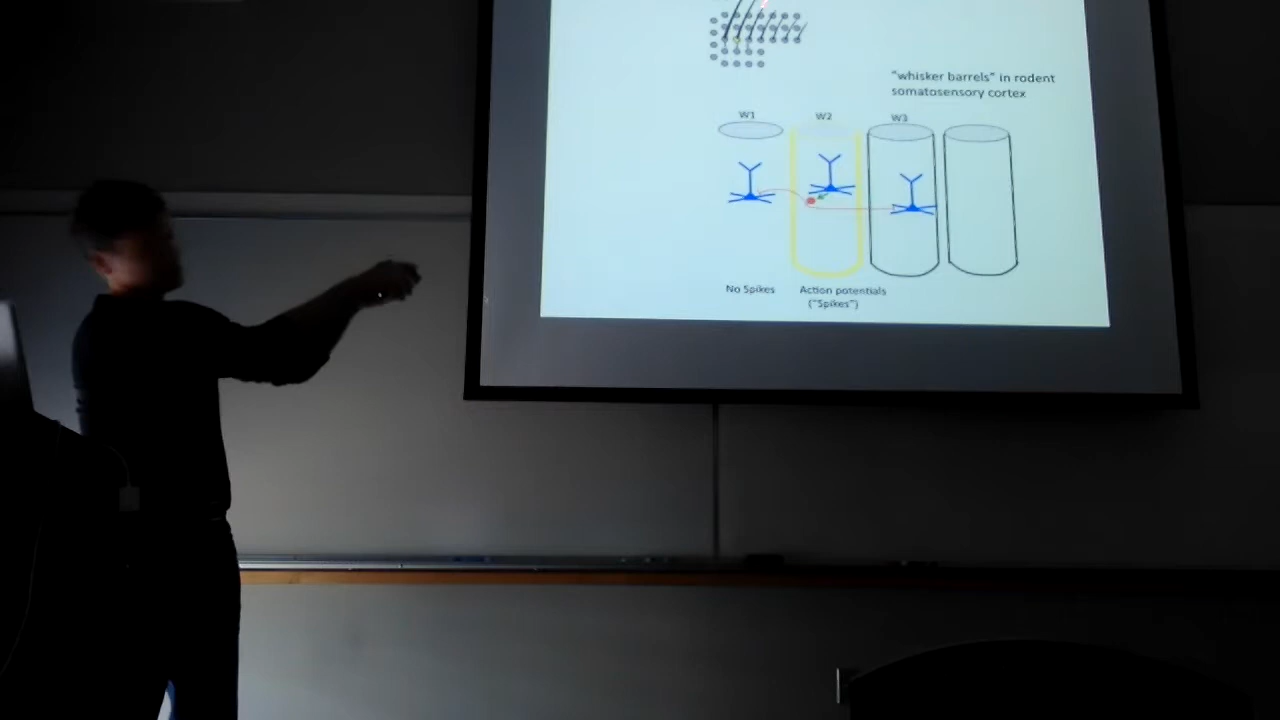 "whisker barrels" in rodent
somatosensory cortex
W1
W2
W3
No Spikes
Action potentials
("Spikes")